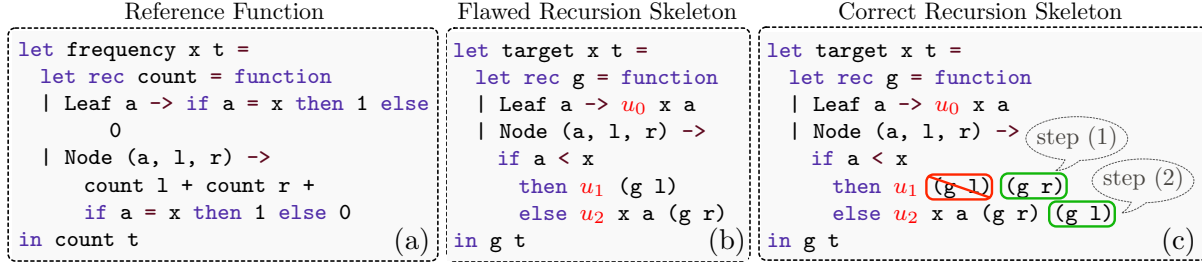 Reference Function
let frequency x t =
let rec count = function
| Leaf a -> if a = x then 1 else
0
| Node (a, l, r) ->
count l + count r +
if a = x then 1 else 0
in count t
(a)
Flawed Recursion Skeleton
let target x t =
let rec g = function
| Leaf a -> u0 x a
| Node (a, l, r) ->
if a < x
then u1 (g l)
else u2 x a (g r)
in g t
(b)
Correct Recursion Skeleton
let target x t =
let rec g = function
| Leaf a -> u0 x a
| Node (a, l, r) ->
step (1)
if a < x
then u1 (g l) (g r)
step (2)
else u2 x a (g r) (g l)
in g t
(c)